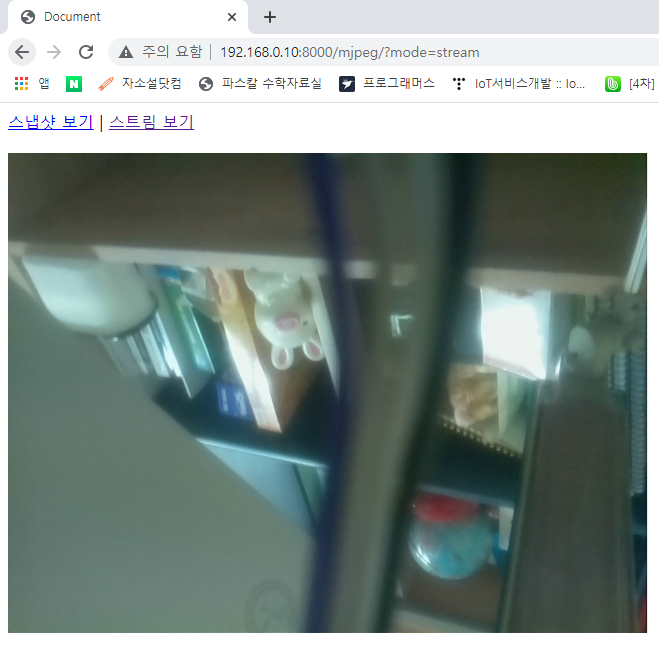 Document
주의 요함 | 192.168.0.10:8000/mjpeg/?mode=stream
앱 N 자소설닷컴 파스칼 수학자료실 프로그래머스 IoT서비스개발 :: Io... [4차]
스냅샷 보기 | 스트림 보기